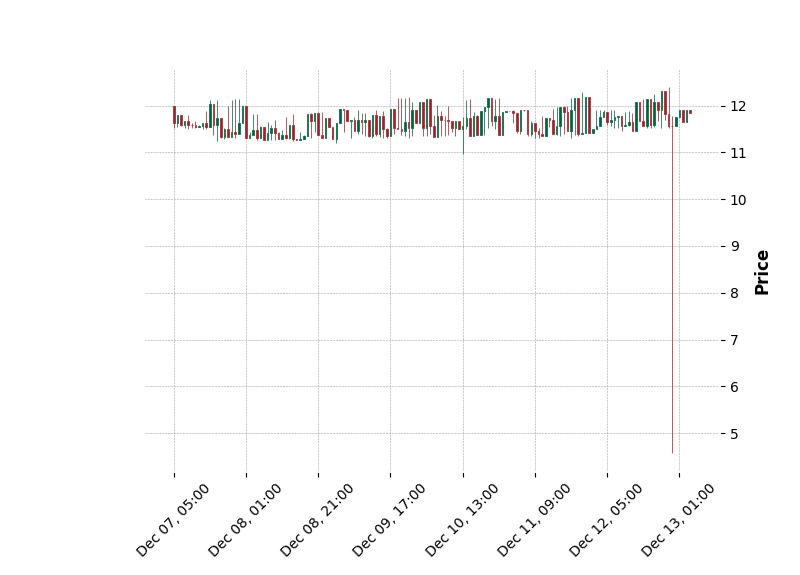 12
11
10
9
8
7
6
5
Price
Dec 07, 05:00
Dec 08, 01:00
Dec 08, 21:00
Dec 09, 17:00
Dec 10, 13:00
Dec 11, 09:00
Dec 12, 05:00
Dec 13, 01:00